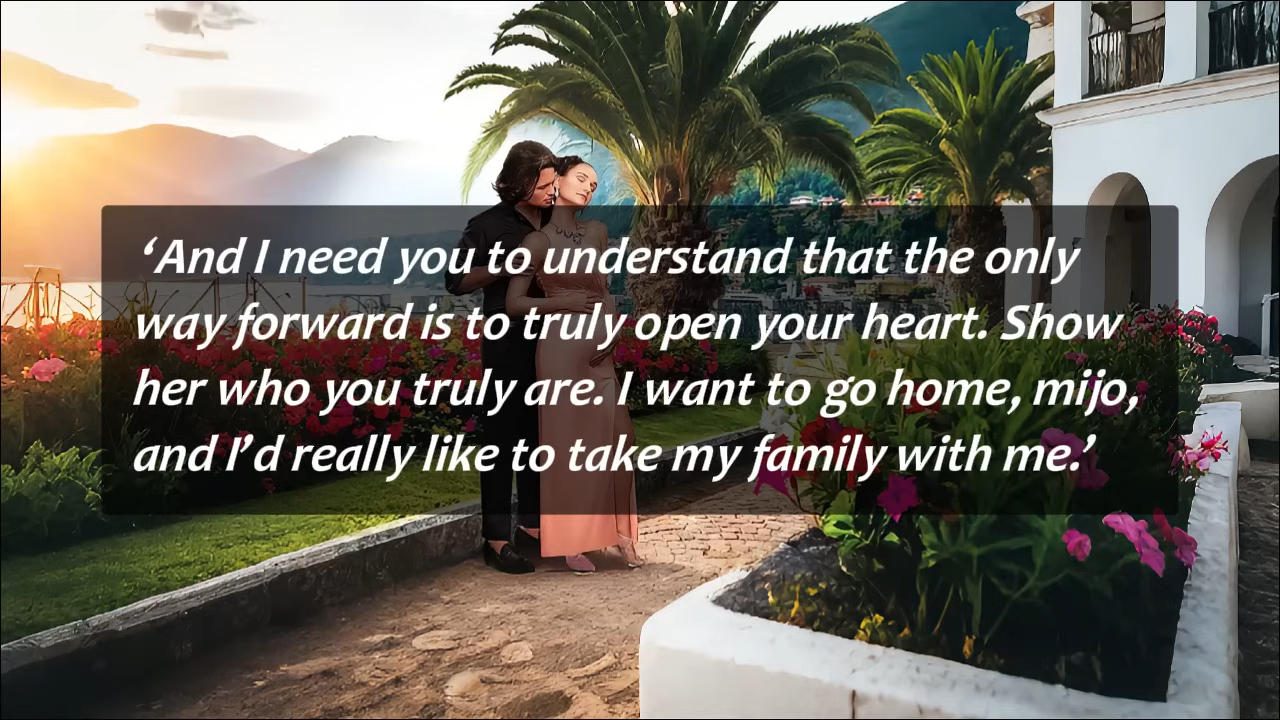 ‘And I need you to understand that the only
way forward is to truly open your heart. Show
her who you truly are. I want to go home, mijo,
and I’d really like to take my family with me.’